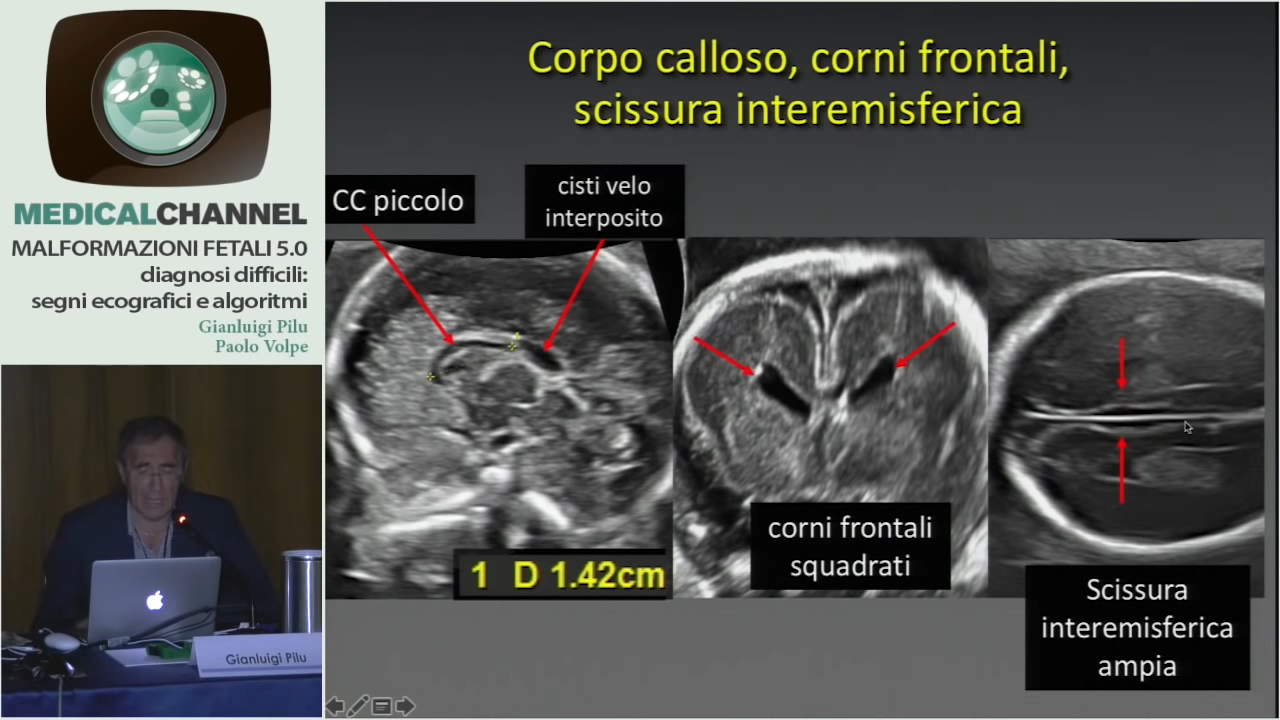 MEDICALCHANNEL
MALFORMAZIONI FETALI 5.0
diagnosi difficili:
segni ecografici e algoritmi
Gianluigi Pilu
Paolo Volpe
Gianluigi Pilu
Corpo calloso, corni frontali,
scissura interemisferica
CC piccolo
cisti velo
interposito
1 D 1.42cm
corni frontali
squadrati
Scissura
interemisferica
ampia